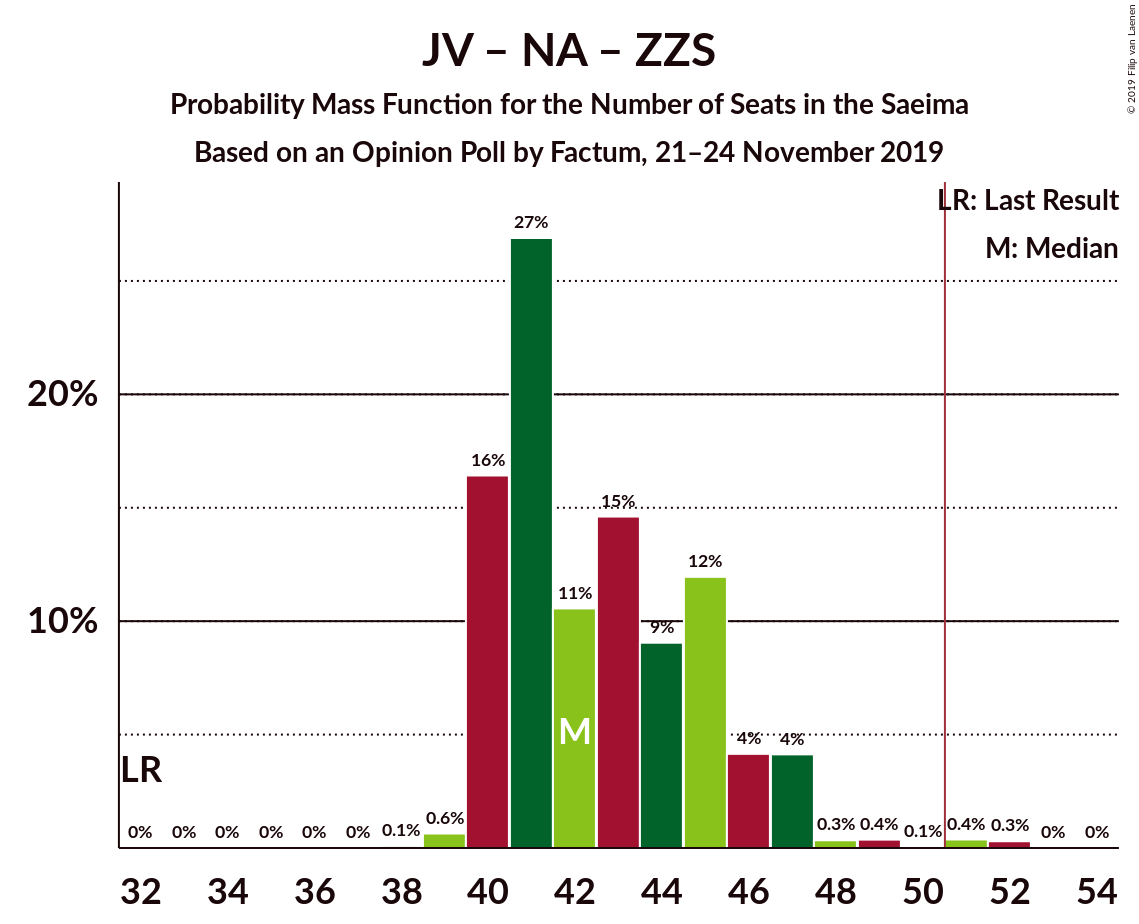 JV – NA – ZZS
Probability Mass Function for the Number of Seats in the Saeima
Based on an Opinion Poll by Factum, 21–24 November 2019
© 2019 Filip van Laenen
LR: Last Result
M: Median
27%
20%
16%
15%
12%
11%
10%
9%
M
4%
4%
LR
0%
0%
0%
0%
0%
0%
0.1%
0.6%
0.3%
0.4%
0.1%
0.4%
0.3%
0%
0%
32 34 36 38 40 42 44 46 48 50 52 54